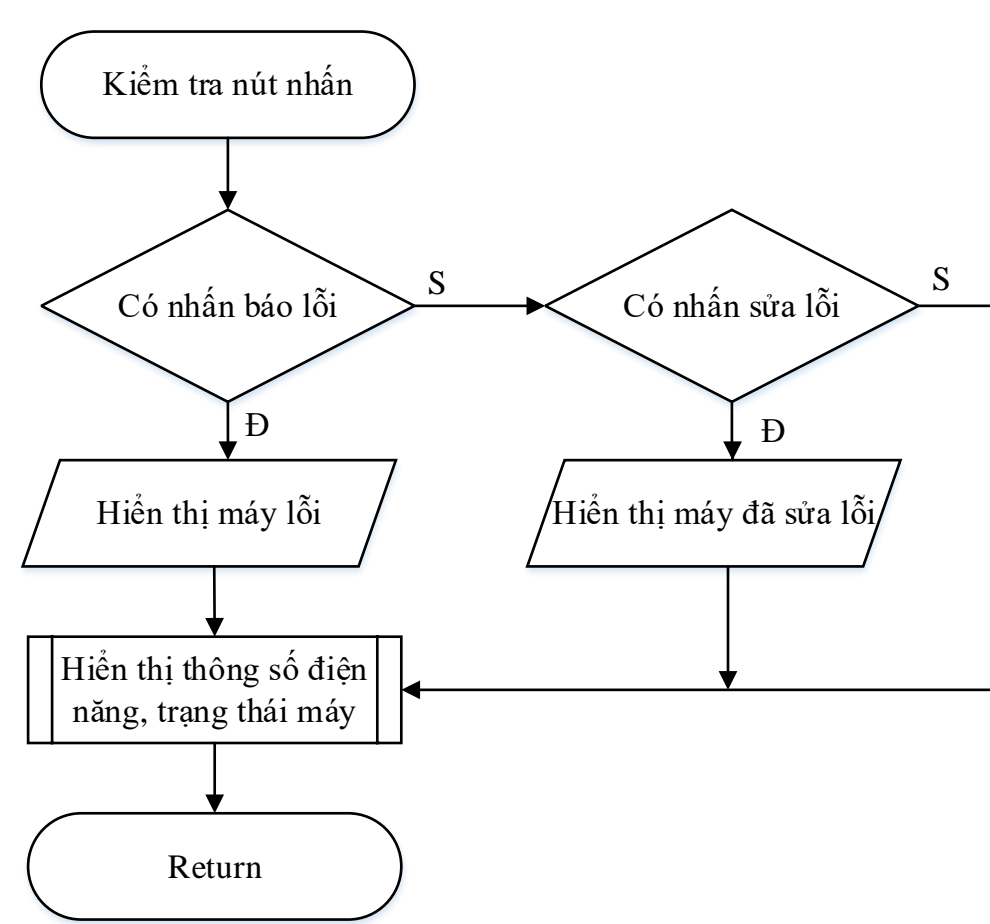 Kiểm tra nút nhấn
Có nhấn báo lỗi
S
Có nhấn sửa lỗi
S
Đ
Đ
Hiển thị máy lỗi
Hiển thị máy đã sửa lỗi
Hiển thị thông số điện
năng, trạng thái máy
Return